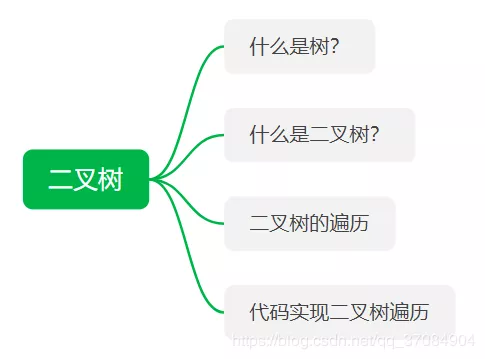 什么是树？
什么是二叉树？
二叉树
二叉树的遍历
代码实现二叉树遍历
https://blog.csdn.net/qq_37084904